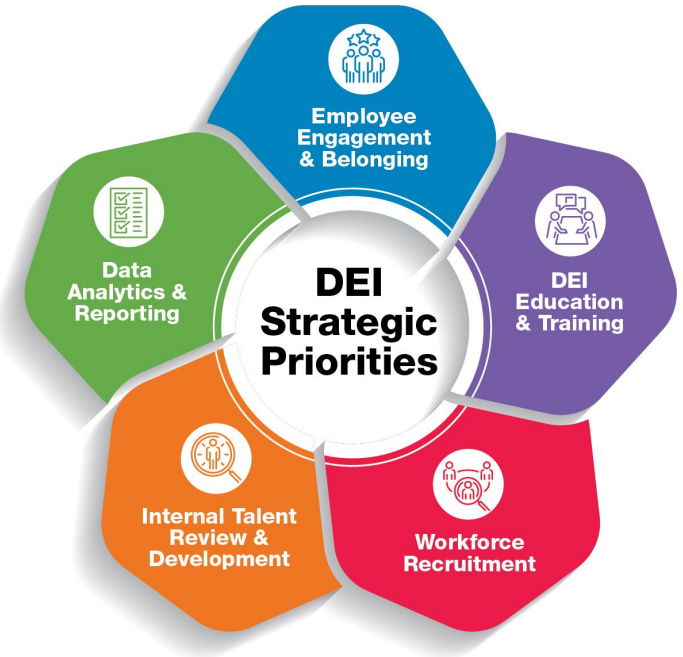 Employee
Engagement
& Belonging
DEI
Education
& Training
Workforce
Recruitment
Internal Talent
Review &
Development
Data
Analytics &
Reporting
DEI
Strategic
Priorities